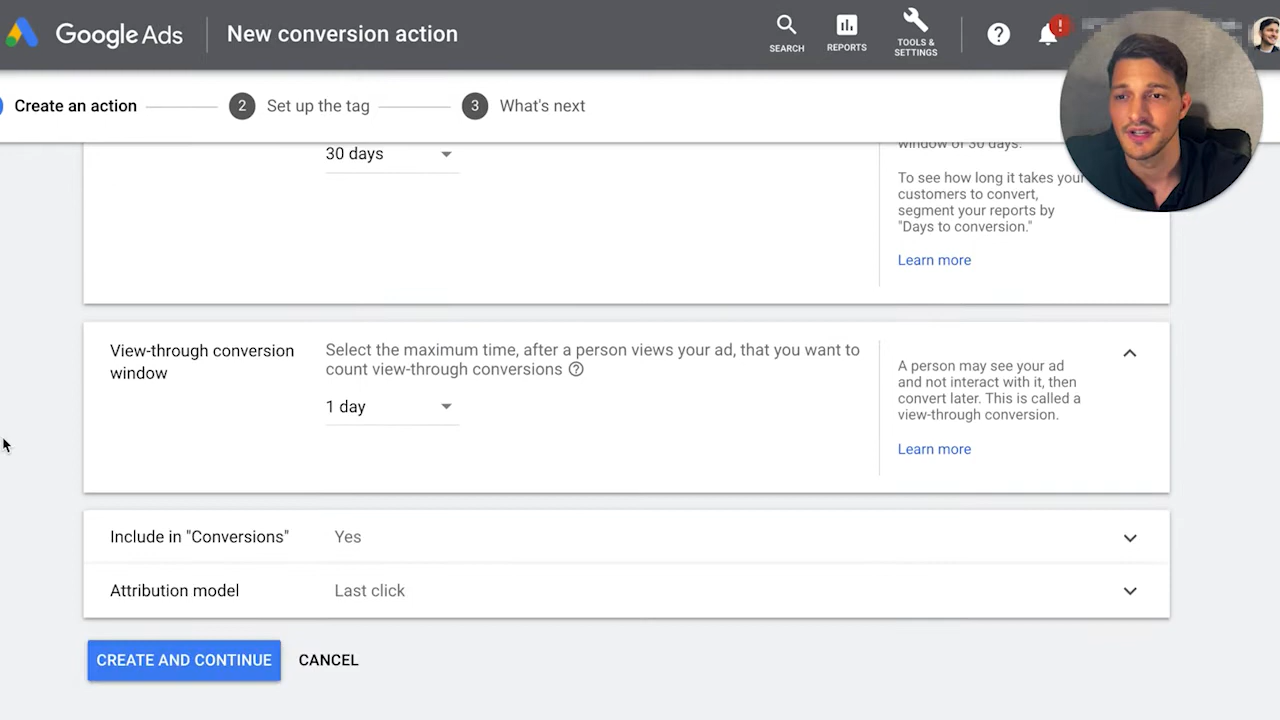 Google Ads
New conversion action
SEARCH
REPORTS
TOOLS &
SETTINGS
!
Create an action
2
Set up the tag
3
What's next
30 days
window of 30 days.
To see how long it takes your
customers to convert,
segment your reports by
"Days to conversion."
Learn more
View-through conversion
window
Select the maximum time, after a person views your ad, that you want to
count view-through conversions
1 day
A person may see your ad
and not interact with it, then
convert later. This is called a
view-through conversion.
Learn more
Include in "Conversions"
Yes
Attribution model
Last click
CREATE AND CONTINUE
CANCEL